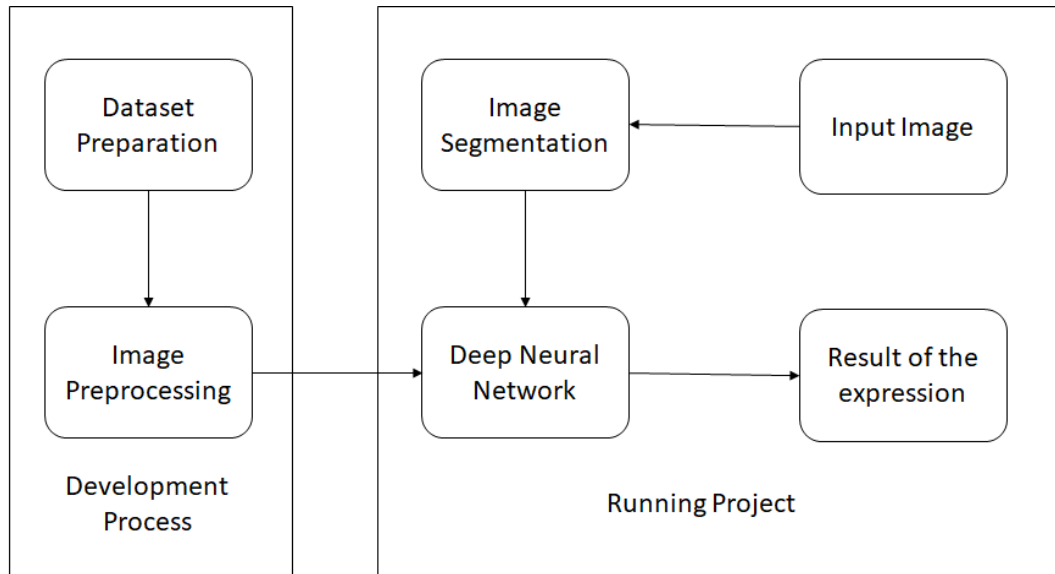 Dataset
Preparation
Image
Preprocessing
Development
Process
Image
Segmentation
Input Image
Deep Neural
Network
Result of the
expression
Running Project